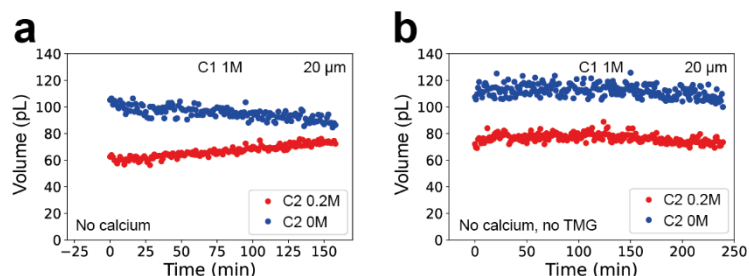 a
140
120
100
80
60
40
20
0
Volume (pL)
C1 1M
20 µm
C2 0.2M
C2 0M
No calcium
−25 0 25 50 75 100 125 150
Time (min)
b
140
120
100
80
60
40
20
0
Volume (pL)
C1 1M
20 µm
C2 0.2M
C2 0M
No calcium, no TMG
0 50 100 150 200 250
Time (min)